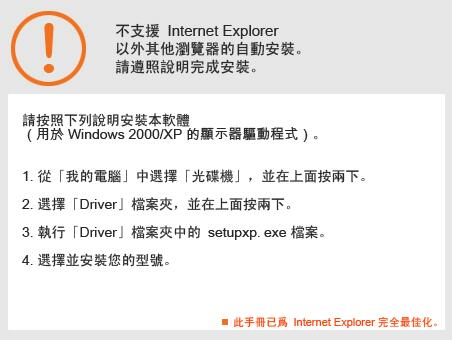 不支援 Internet Explorer
以外其他瀏覽器的自動安裝。
請遵照說明完成安裝。
請按照下列說明安裝本軟體
（用於 Windows 2000/XP 的顯示器驅動程式）。
1. 從「我的電腦」中選擇「光碟機」，並在上面按兩下。
2. 選擇「Driver」檔案夾，並在上面按兩下。
3. 執行「Driver」檔案夾中的 setupxp. exe 檔案。
4. 選擇並安裝您的型號。
■ 此手冊已爲 Internet Explorer 完全最佳化。